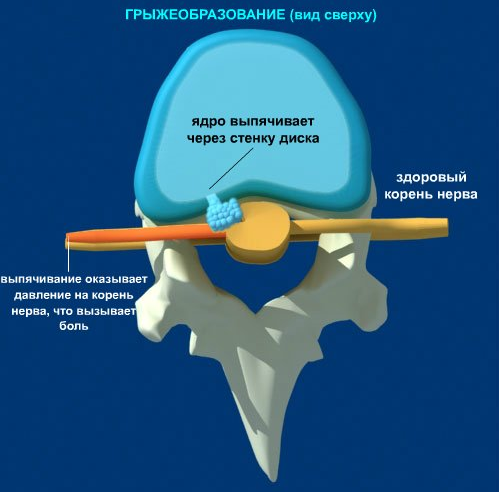 ГРЫЖЕОБРАЗОВАНИЕ (вид сверху)
ядро выпячивает
через стенку диска
здоровый
корень нерва
выпячивание оказывает
давление на корень
нерва, что вызывает
боль